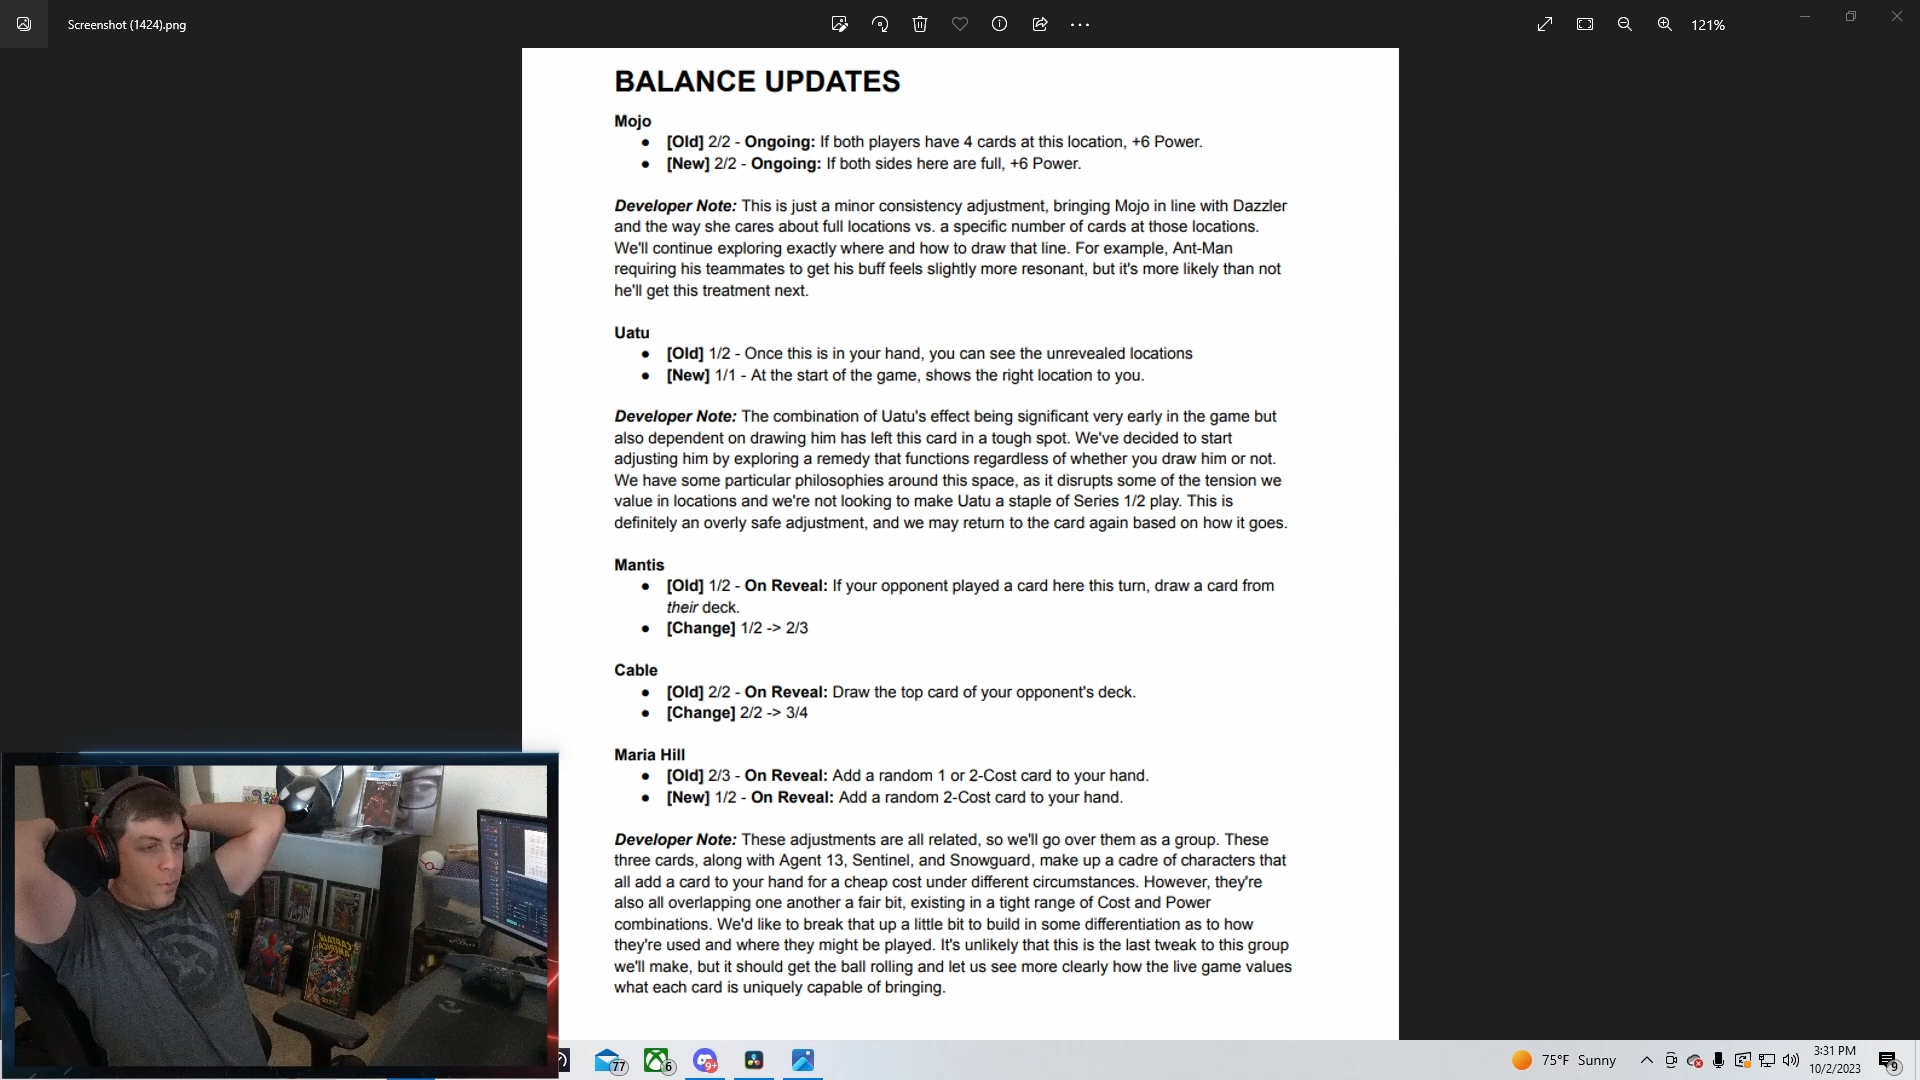 Screenshot (1424).png
121%
BALANCE UPDATES
Mojo
● [Old] 2/2 - Ongoing: If both players have 4 cards at this location, +6 Power.
● [New] 2/2 - Ongoing: If both sides here are full, +6 Power.
Developer Note: This is just a minor consistency adjustment, bringing Mojo in line with Dazzler
and the way she cares about full locations vs. a specific number of cards at those locations.
We'll continue exploring exactly where and how to draw that line. For example, Ant-Man
requiring his teammates to get his buff feels slightly more resonant, but it's more likely than not
he'll get this treatment next.
Uatu
● [Old] 1/2 - Once this is in your hand, you can see the unrevealed locations
● [New] 1/1 - At the start of the game, shows the right location to you.
Developer Note: The combination of Uatu's effect being significant very early in the game but
also dependent on drawing him has left this card in a tough spot. We've decided to start
adjusting him by exploring a remedy that functions regardless of whether you draw him or not.
We have some particular philosophies around this space, as it disrupts some of the tension we
value in locations and we're not looking to make Uatu a staple of Series 1/2 play. This is
definitely an overly safe adjustment, and we may return to the card again based on how it goes.
Mantis
● [Old] 1/2 - On Reveal: If your opponent played a card here this turn, draw a card from
their deck.
● [Change] 1/2 -> 2/3
Cable
● [Old] 2/2 - On Reveal: Draw the top card of your opponent's deck.
● [Change] 2/2 -> 3/4
Maria Hill
● [Old] 2/3 - On Reveal: Add a random 1 or 2-Cost card to your hand.
● [New] 1/2 - On Reveal: Add a random 2-Cost card to your hand.
Developer Note: These adjustments are all related, so we'll go over them as a group. These
three cards, along with Agent 13, Sentinel, and Snowguard, make up a cadre of characters that
all add a card to your hand for a cheap cost under different circumstances. However, they're
also all overlapping one another a fair bit, existing in a tight range of Cost and Power
combinations. We'd like to break that up a little bit to build in some differentiation as to how
they're used and where they might be played. It's unlikely that this is the last tweak to this group
we'll make, but it should get the ball rolling and let us see more clearly how the live game values
what each card is uniquely capable of bringing.
77
6
9+
75°F Sunny
3:31 PM
10/2/2023
9